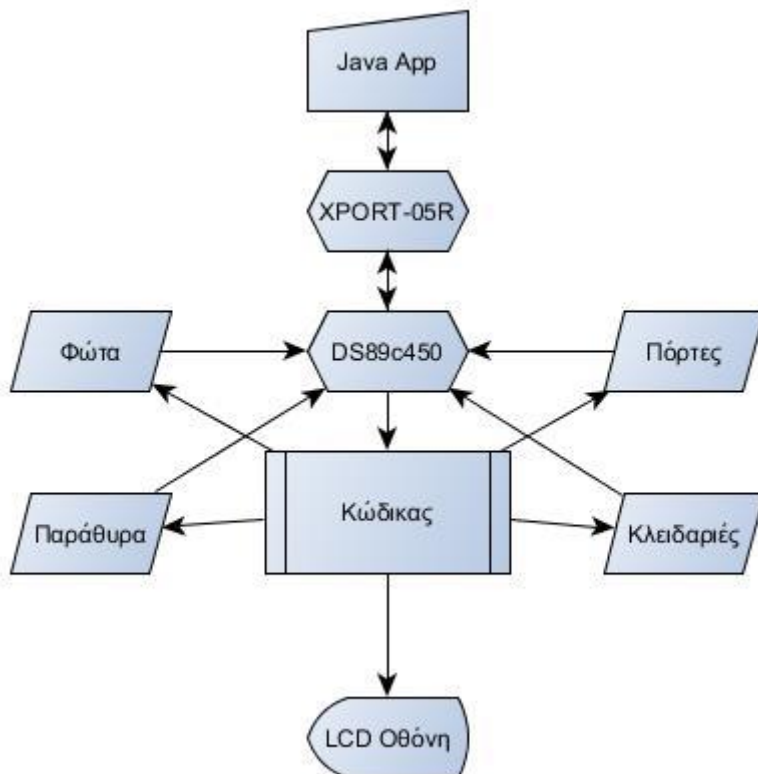 Java App
XPORT-05R
Φώτα
DS89c450
Πόρτες
Παράθυρα
Κώδικας
Κλειδαριές
LCD Οθόνη